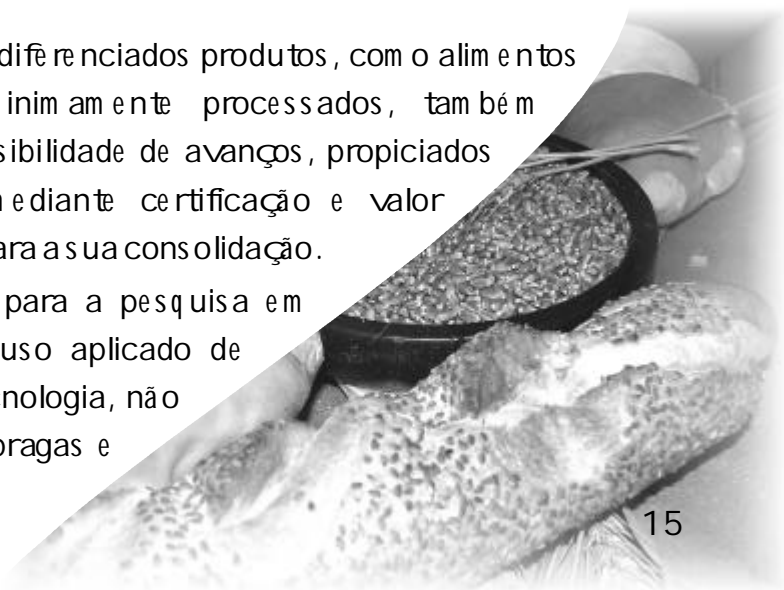 diferenciados produtos, como alimentos
inimamente processados, também
sibilidade de avanços, propiciados
ediante certificação e valor
ara a sua consolidação.
para a pesquisa em
uso aplicado de
nologia, não
pragas e
15